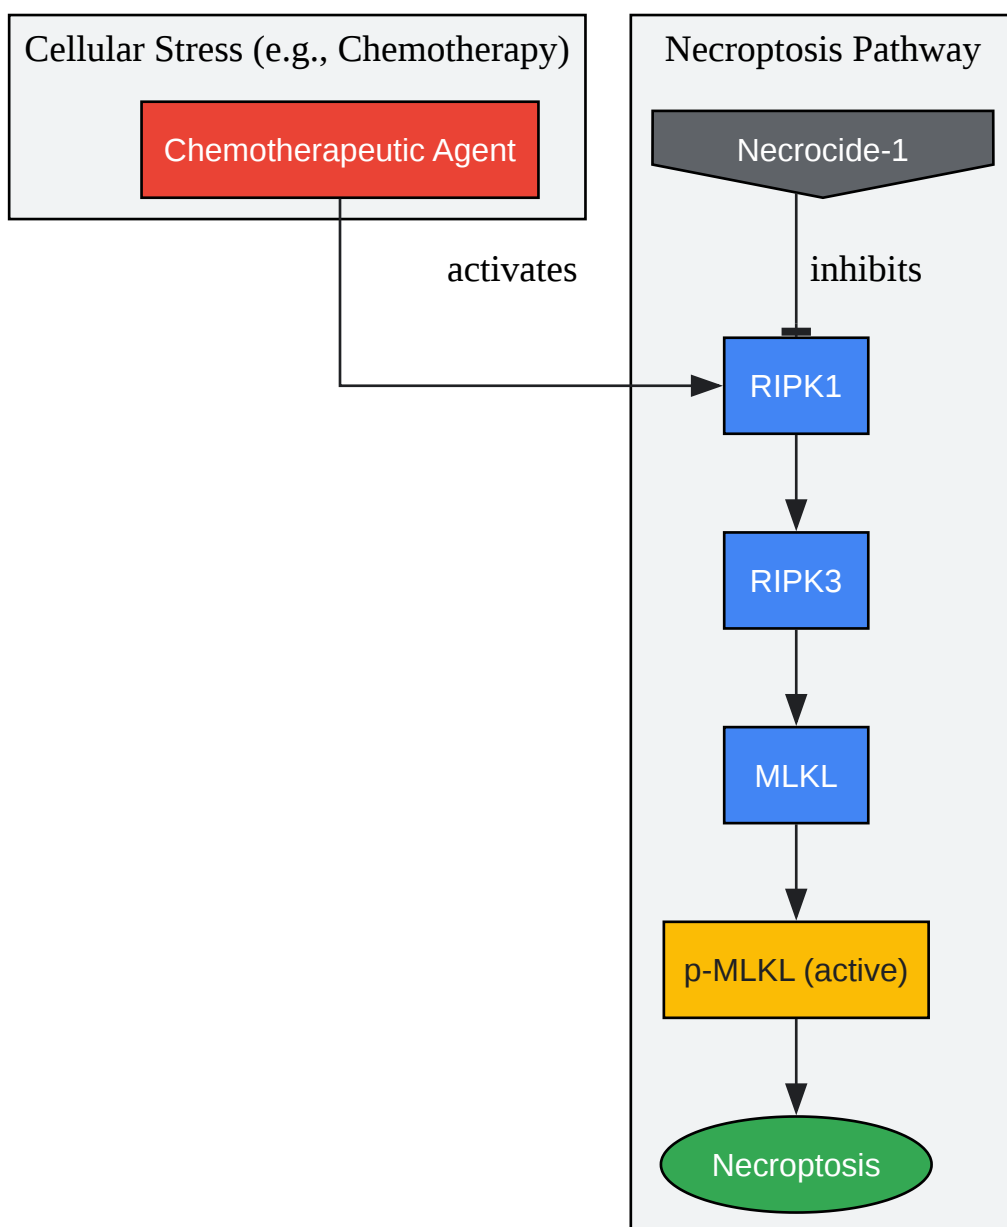 Cellular Stress (e.g., Chemotherapy)
Chemotherapeutic Agent
activates
Necroptosis Pathway
Necrocide-1
inhibits
RIPK1
RIPK3
MLKL
p-MLKL (active)
Necroptosis